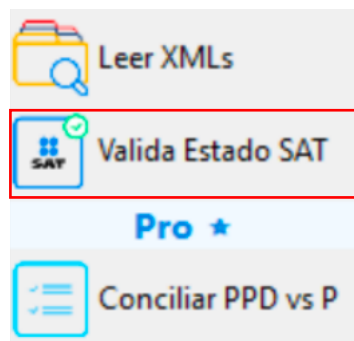 Leer XMLs
SAT
Valida Estado SAT
Pro
Conciliar PPD vs P